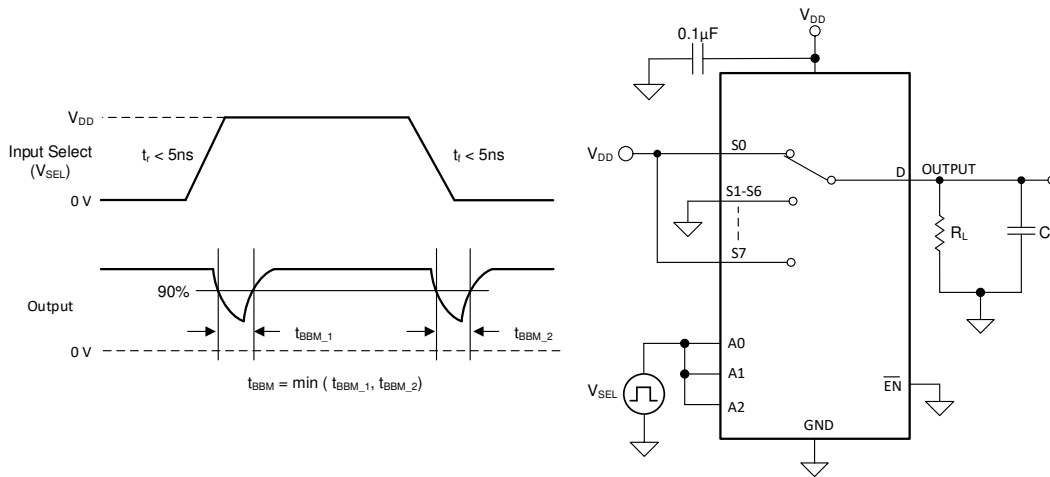 V_DD
t_r < 5ns
t_f < 5ns
Input Select
(V_SEL)
0 V
90%
Output
t_BBM_1
t_BBM_2
0 V
t_BBM = min ( t_BBM_1, t_BBM_2)
V_DD
0.1µF
V_DD
S0
D
OUTPUT
S1-S6
R_L
C
S7
A0
A1
A2
V_SEL
E̅N̅
GND